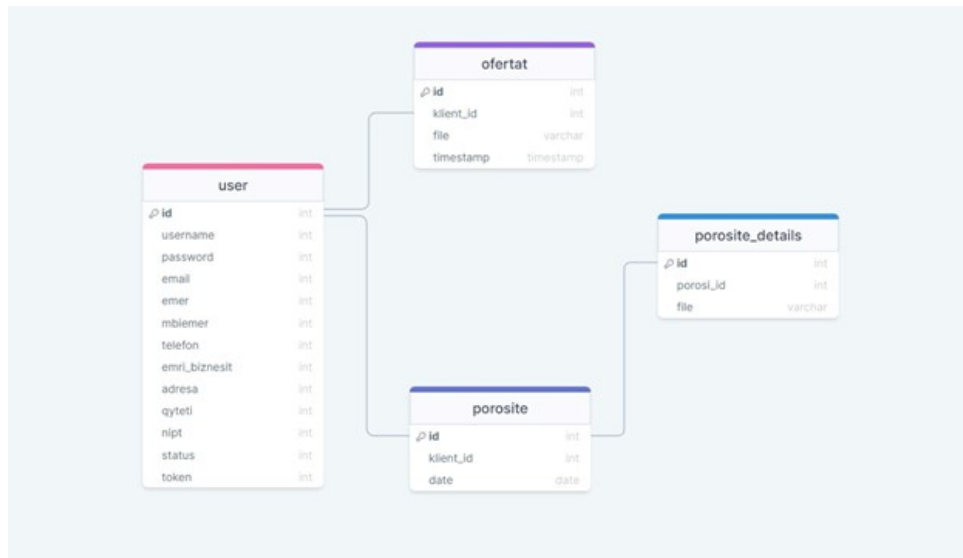 ofertat
id int
klient_id int
file varchar
timestamp timestamp
user
id int
username int
password int
email int
emer int
mbiemer int
telefon int
emri_biznesit int
adresa int
qyteti int
nipt int
status int
token int
porosite_details
id int
porosi_id int
file varchar
porosite
id int
klient_id int
date date